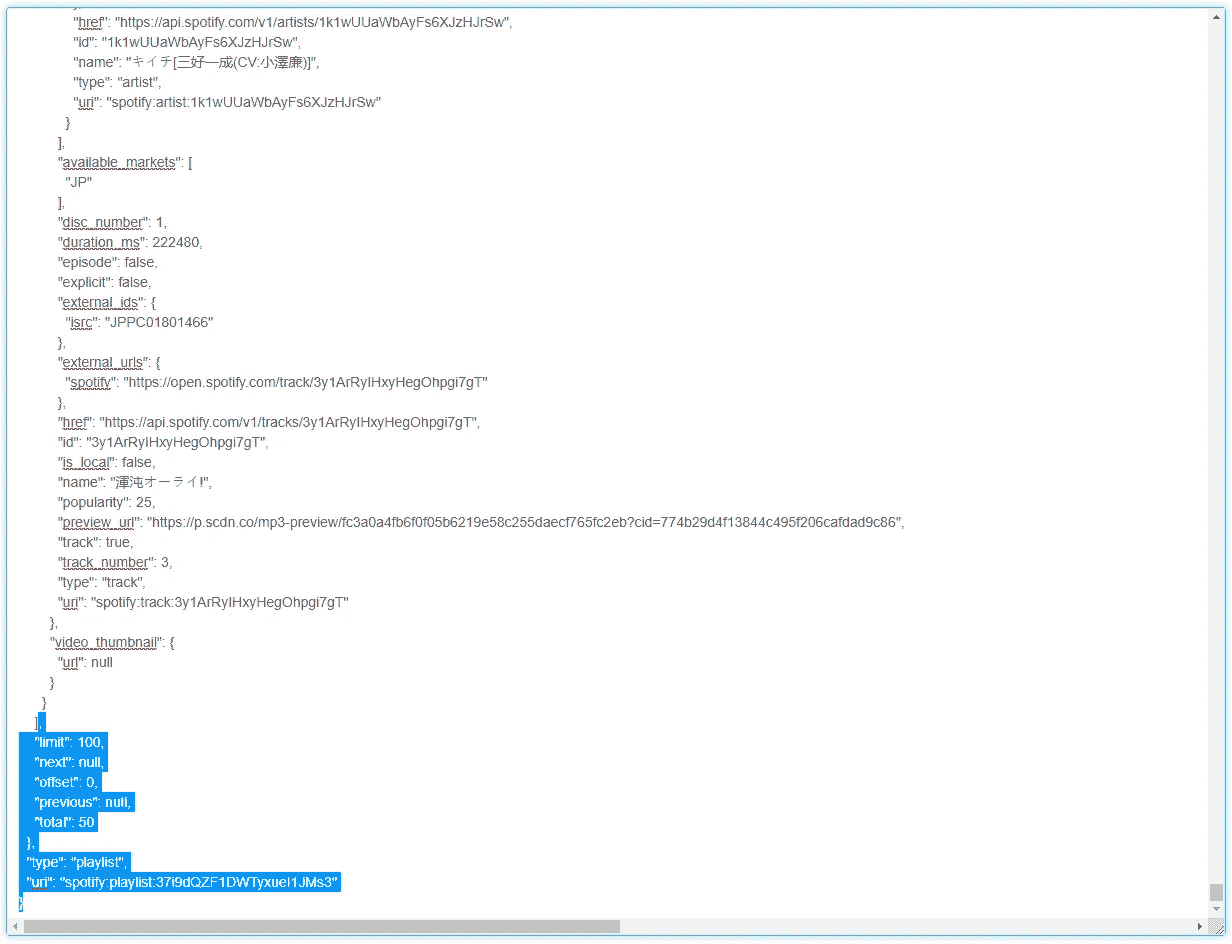 },
"href": "https://api.spotify.com/v1/artists/1k1wUUaWbAyFs6XJzHJrSw",
"id": "1k1wUUaWbAyFs6XJzHJrSw",
"name": "キイチ[三好一成(CV:小澤廉)]",
"type": "artist",
"uri": "spotify:artist:1k1wUUaWbAyFs6XJzHJrSw"
}
],
"available_markets": [
"JP"
],
"disc_number": 1,
"duration_ms": 222480,
"episode": false,
"explicit": false,
"external_ids": {
"isrc": "JPPC01801466"
},
"external_urls": {
"spotify": "https://open.spotify.com/track/3y1ArRyIHxyHegOhpgi7gT"
},
"href": "https://api.spotify.com/v1/tracks/3y1ArRyIHxyHegOhpgi7gT",
"id": "3y1ArRyIHxyHegOhpgi7gT",
"is_local": false,
"name": "渾沌オーライ!",
"popularity": 25,
"preview_url": "https://p.scdn.co/mp3-preview/fc3a0a4fb6f0f05b6219e58c255daecf765fc2eb?cid=774b29d4f13844c495f206cafdad9c86",
"track": true,
"track_number": 3,
"type": "track",
"uri": "spotify:track:3y1ArRyIHxyHegOhpgi7gT"
},
"video_thumbnail": {
"url": null
}
}
],
"limit": 100,
"next": null,
"offset": 0,
"previous": null,
"total": 50
},
"type": "playlist",
"uri": "spotify:playlist:37i9dQZF1DWTyxueI1JMs3"
}